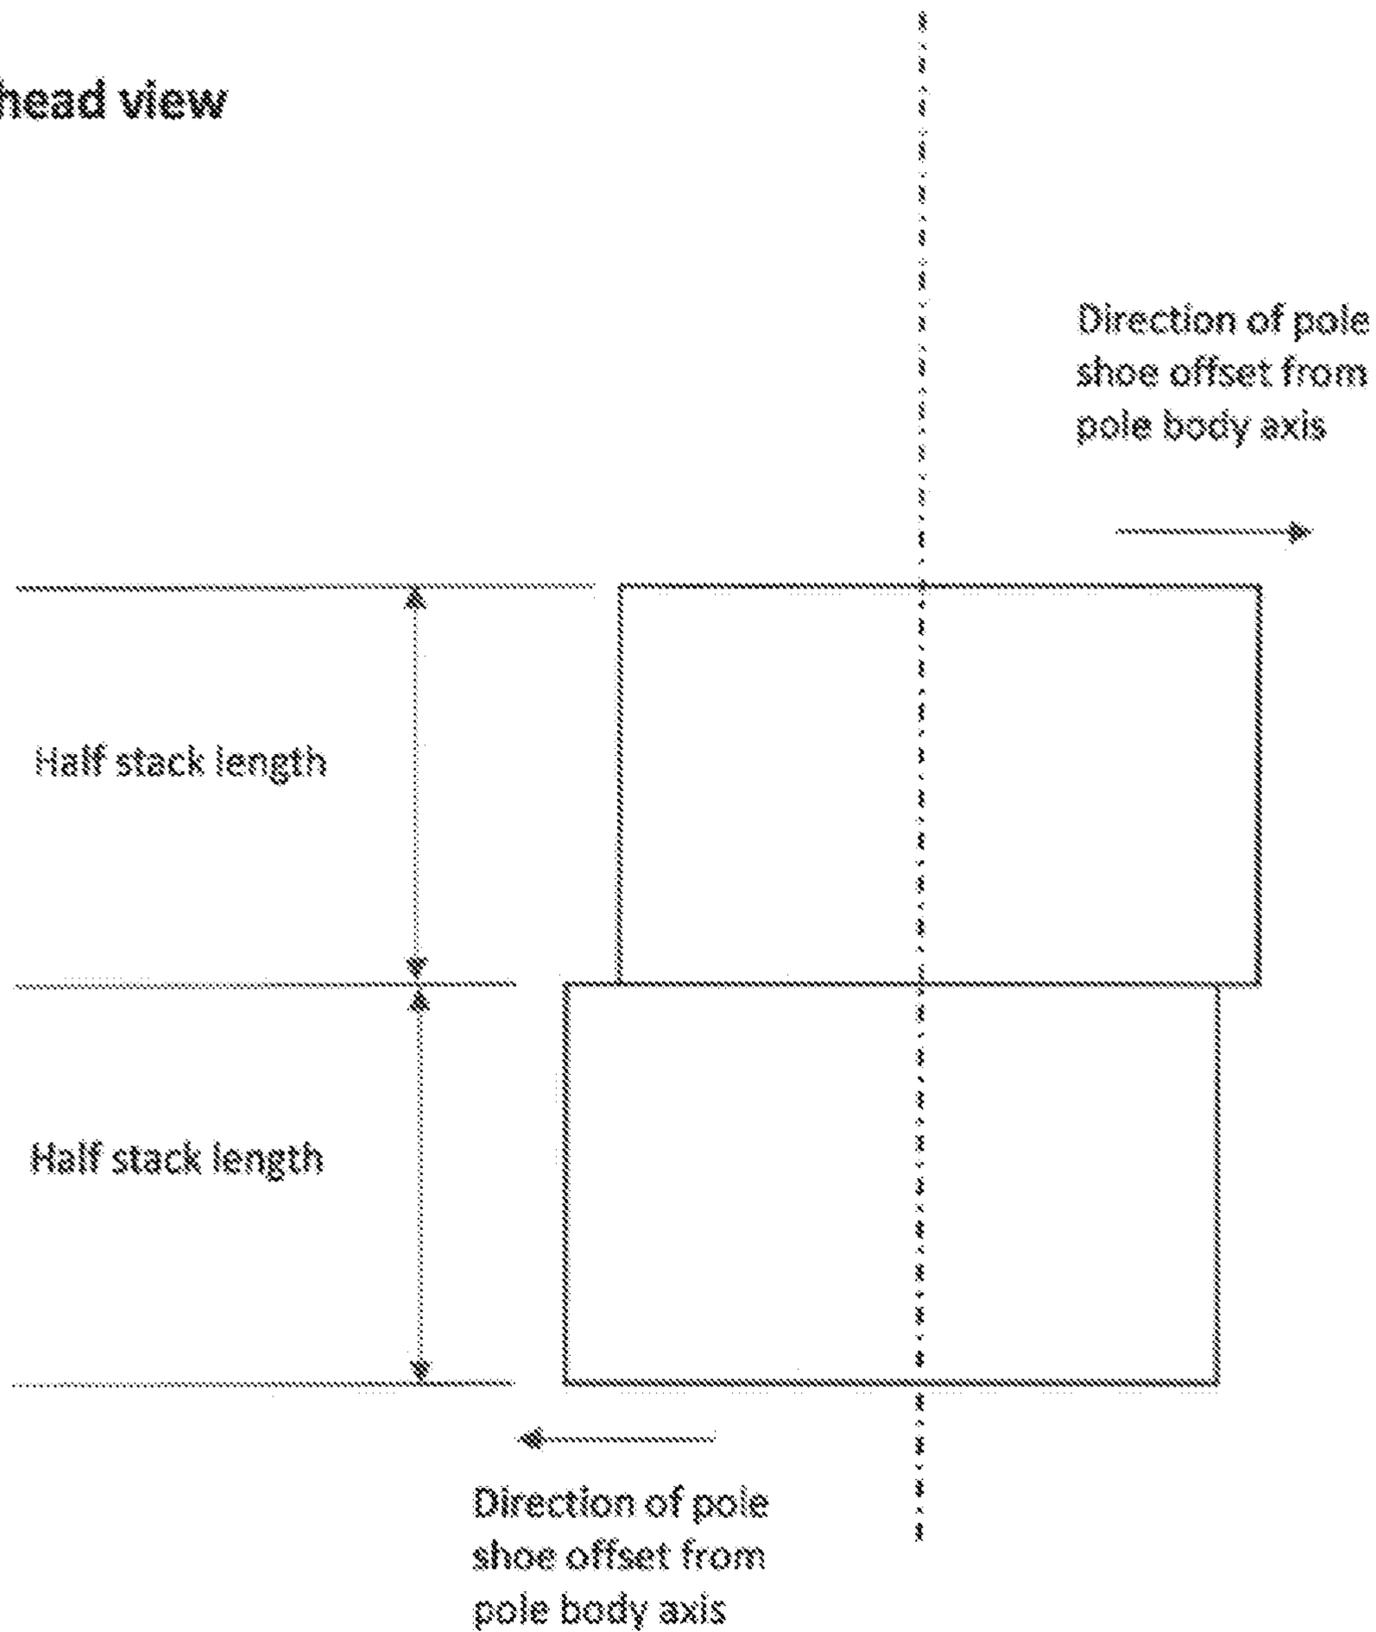 head view
Direction of pole
shoe offset from
pole body axis
Half stack length
Half stack length
Direction of pole
shoe offset from
pole body axis